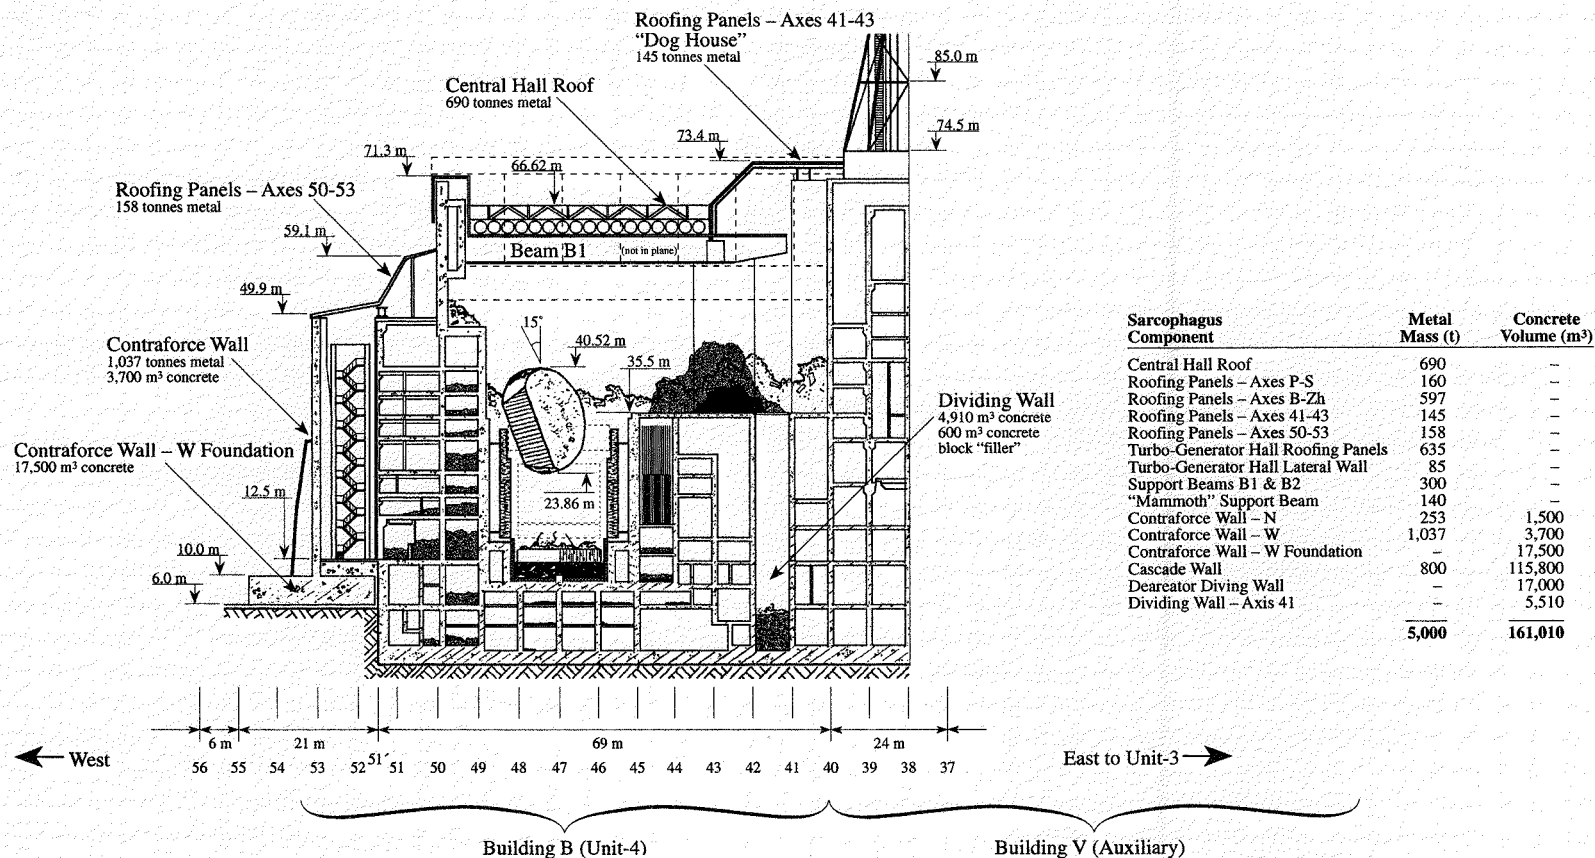 Roofing Panels – Axes 41-43
“Dog House”
145 tonnes metal
85.0 m
Central Hall Roof
690 tonnes metal
74.5 m
73.4 m
71.3 m
66.62 m
Roofing Panels – Axes 50-53
158 tonnes metal
59.1 m
Beam B1 (not in plane)
49.9 m
15°
Contraforce Wall
1,037 tonnes metal
3,700 m³ concrete
40.52 m
35.5 m
Dividing Wall
4,910 m³ concrete
600 m³ concrete
block “filler”
Contraforce Wall – W Foundation
17,500 m³ concrete
12.5 m
23.86 m
10.0 m
6.0 m
Sarcophagus Component Metal Mass (t) Concrete Volume (m³)
Central Hall Roof 690 –
Roofing Panels – Axes P-S 160 –
Roofing Panels – Axes B-Zh 597 –
Roofing Panels – Axes 41-43 145 –
Roofing Panels – Axes 50-53 158 –
Turbo-Generator Hall Roofing Panels 635 –
Turbo-Generator Hall Lateral Wall 85 –
Support Beams B1 & B2 300 –
“Mammoth” Support Beam 140 –
Contraforce Wall – N 253 1,500
Contraforce Wall – W 1,037 3,700
Contraforce Wall – W Foundation – 17,500
Cascade Wall 800 115,800
Deareator Diving Wall – 17,000
Dividing Wall – Axis 41 – 5,510
5,000 161,010
6 m 21 m 69 m 24 m
West
East to Unit-3
56 55 54 53 52 51´ 51 50 49 48 47 46 45 44 43 42 41 40 39 38 37
Building B (Unit-4)
Building V (Auxiliary)